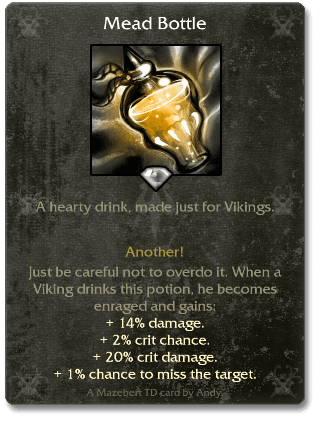 Mead Bottle
A hearty drink, made just for Vikings.
Another!
Just be careful not to overdo it. When a
Viking drinks this potion, he becomes
enraged and gains:
+ 14% damage.
+ 2% crit chance.
+ 20% crit damage.
+ 1% chance to miss the target.
A Mazebert TD card by Andy